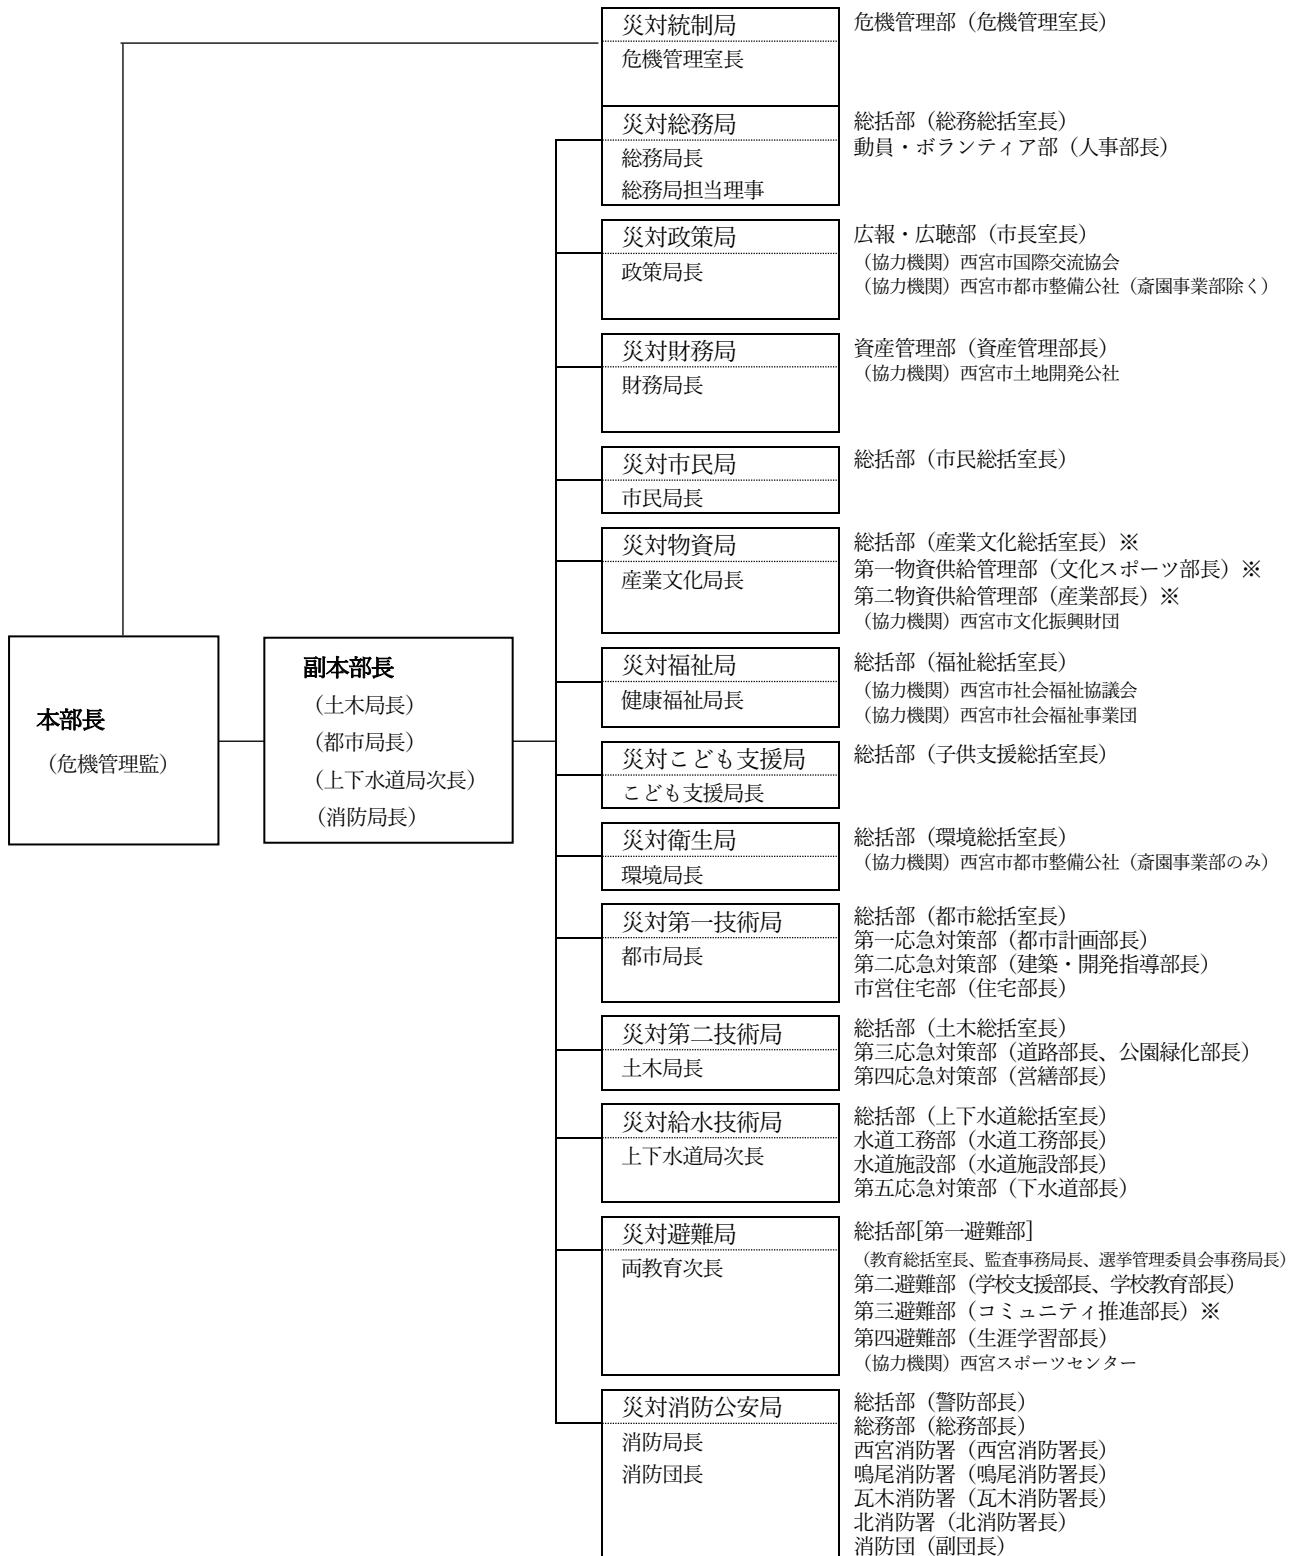 災対統制局
危機管理室長
危機管理部（危機管理室長）
災対総務局
総務局長
総務局担当理事
総括部（総務総括室長）
動員・ボランティア部（人事部長）
災対政策局
政策局長
広報・広聴部（市長室長）
（協力機関）西宮市国際交流協会
（協力機関）西宮市都市整備公社（斎園事業部除く）
災対財務局
財務局長
資産管理部（資産管理部長）
（協力機関）西宮市土地開発公社
災対市民局
市民局長
総括部（市民総括室長）
災対物資局
産業文化局長
総括部（産業文化総括室長）※
第一物資供給管理部（文化スポーツ部長）※
第二物資供給管理部（産業部長）※
（協力機関）西宮市文化振興財団
本部長
（危機管理監）
副本部長
（土木局長）
（都市局長）
（上下水道局次長）
（消防局長）
災対福祉局
健康福祉局長
総括部（福祉総括室長）
（協力機関）西宮市社会福祉協議会
（協力機関）西宮市社会福祉事業団
災対こども支援局
こども支援局長
総括部（子供支援総括室長）
災対衛生局
環境局長
総括部（環境総括室長）
（協力機関）西宮市都市整備公社（斎園事業部のみ）
災対第一技術局
都市局長
総括部（都市総括室長）
第一応急対策部（都市計画部長）
第二応急対策部（建築・開発指導部長）
市営住宅部（住宅部長）
災対第二技術局
土木局長
総括部（土木総括室長）
第三応急対策部（道路部長、公園緑化部長）
第四応急対策部（営繕部長）
災対給水技術局
上下水道局次長
総括部（上下水道総括室長）
水道工務部（水道工務部長）
水道施設部（水道施設部長）
第五応急対策部（下水道部長）
災対避難局
両教育次長
総括部[第一避難部]
（教育総括室長、監査事務局長、選挙管理委員会事務局長）
第二避難部（学校支援部長、学校教育部長）
第三避難部（コミュニティ推進部長）※
第四避難部（生涯学習部長）
（協力機関）西宮スポーツセンター
災対消防公安局
消防局長
消防団長
総括部（警防部長）
総務部（総務部長）
西宮消防署（西宮消防署長）
鳴尾消防署（鳴尾消防署長）
瓦木消防署（瓦木消防署長）
北消防署（北消防署長）
消防団（副団長）